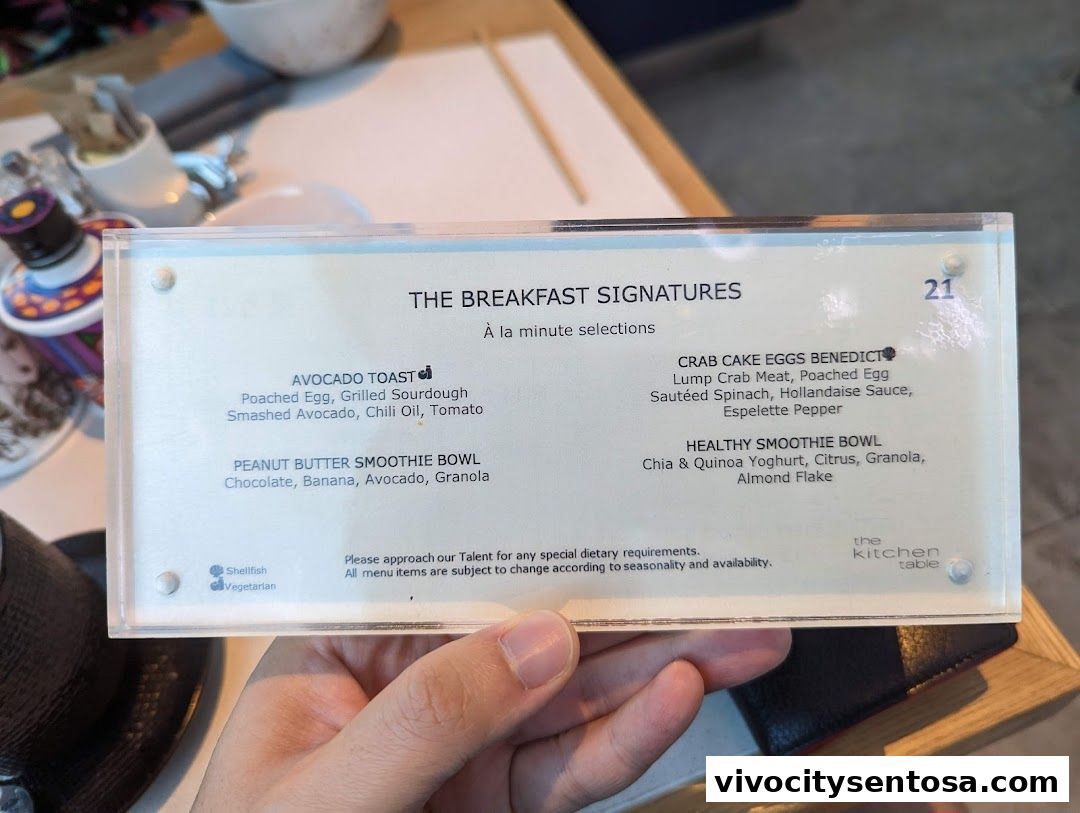 THE BREAKFAST SIGNATURES
21
À la minute selections
AVOCADO TOAST
Poached Egg, Grilled Sourdough
Smashed Avocado, Chili Oil, Tomato
PEANUT BUTTER SMOOTHIE BOWL
Chocolate, Banana, Avocado, Granola
CRAB CAKE EGGS BENEDICT
Lump Crab Meat, Poached Egg
Sautéed Spinach, Hollandaise Sauce,
Espelette Pepper
HEALTHY SMOOTHIE BOWL
Chia & Quinoa Yoghurt, Citrus, Granola,
Almond Flake
Shellfish
Vegetarian
Please approach our Talent for any special dietary requirements.
All menu items are subject to change according to seasonality and availability.
the
kitchen
table
vivocitysentosa.com